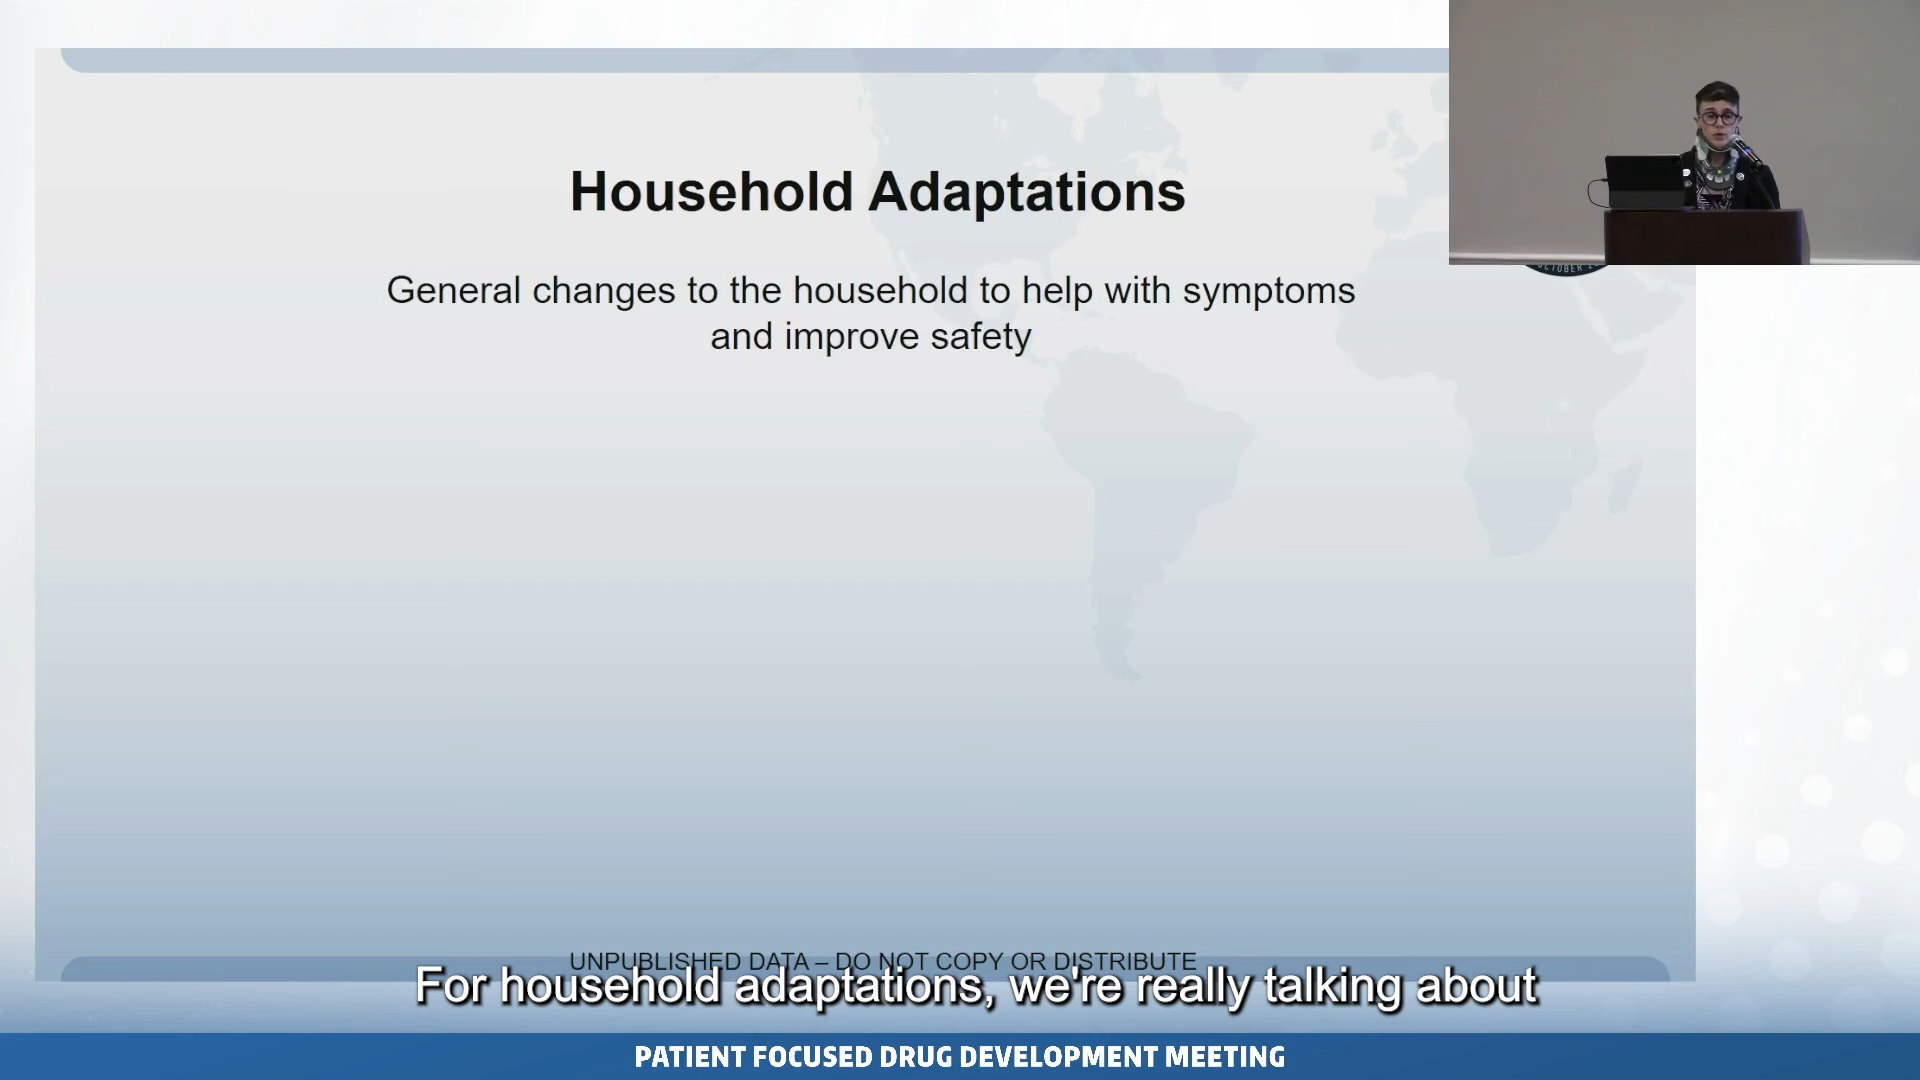 Household Adaptations
General changes to the household to help with symptoms
and improve safety
OCTOBER
UNPUBLISHED DATA – DO NOT COPY OR DISTRIBUTE
For household adaptations, we're really talking about
PATIENT FOCUSED DRUG DEVELOPMENT MEETING